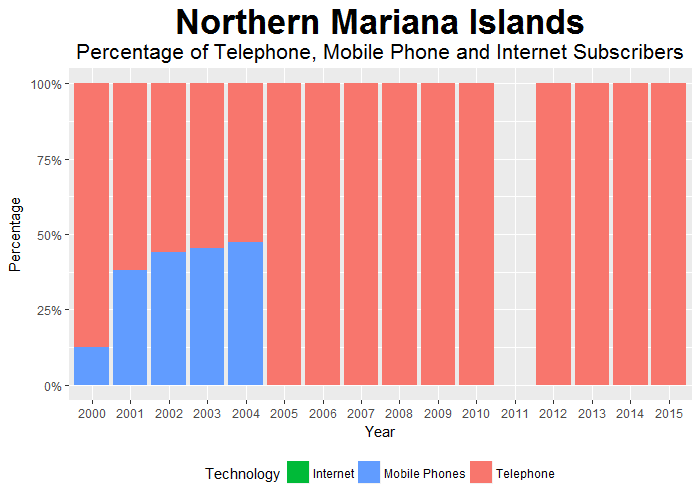 Northern Mariana Islands
Percentage of Telephone, Mobile Phone and Internet Subscribers
100%
75%
50%
25%
0%
Percentage
2000 2001 2002 2003 2004 2005 2006 2007 2008 2009 2010 2011 2012 2013 2014 2015
Year
Technology Internet Mobile Phones Telephone